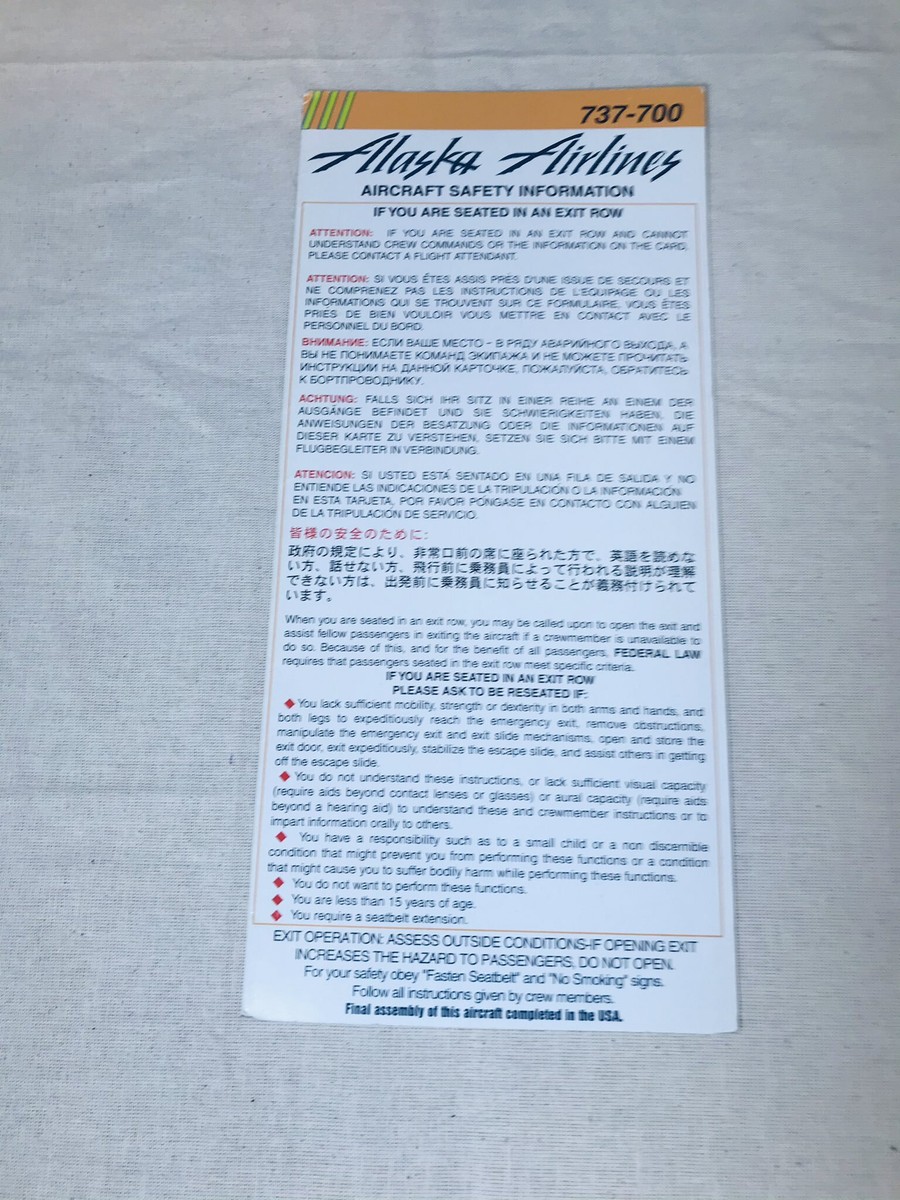 737-700
Alaska Airlines
AIRCRAFT SAFETY INFORMATION
IF YOU ARE SEATED IN AN EXIT ROW
ATTENTION: IF YOU ARE SEATED IN AN EXIT ROW AND CANNOT
UNDERSTAND CREW COMMANDS OR THE INFORMATION ON THE CARD,
PLEASE CONTACT A FLIGHT ATTENDANT.
ATTENTION: SI VOUS ÊTES ASSIS PRÈS D'UNE ISSUE DE SECOURS ET
NE COMPRENEZ PAS LES INSTRUCTIONS DE L'EQUIPAGE OU LES
INFORMATIONS QUI SE TROUVENT SUR CE FORMULAIRE, VOUS ÊTES
PRIES DE BIEN VOULOIR VOUS METTRE EN CONTACT AVEC LE
PERSONNEL DU BORD.
ВНИМАНИЕ: ЕСЛИ ВАШЕ МЕСТО - В РЯДУ АВАРИЙНОГО ВЫХОДА, А
ВЫ НЕ ПОНИМАЕТЕ КОМАНД ЭКИПАЖА И НЕ МОЖЕТЕ ПРОЧИТАТЬ
ИНСТРУКЦИИ НА ДАННОЙ КАРТОЧКЕ, ПОЖАЛУЙСТА, ОБРАТИТЕСЬ
К БОРТПРОВОДНИКУ.
ACHTUNG: FALLS SICH IHR SITZ IN EINER REIHE AN EINEM DER
AUSGÄNGE BEFINDET UND SIE SCHWIERIGKEITEN HABEN, DIE
ANWEISUNGEN DER BESATZUNG ODER DIE INFORMATIONEN AUF
DIESER KARTE ZU VERSTEHEN, SETZEN SIE SICH BITTE MIT EINEM
FLUGBEGLEITER IN VERBINDUNG.
ATENCION: SI USTED ESTÁ SENTADO EN UNA FILA DE SALIDA Y NO
ENTIENDE LAS INDICACIONES DE LA TRIPULACIÓN O LA INFORMACIÓN
EN ESTA TARJETA, POR FAVOR PÓNGASE EN CONTACTO CON ALGUIEN
DE LA TRIPULACIÓN DE SERVICIO.
皆様の安全のために:
政府の規定により、非常口前の席に座られた方で、英語を読めな
い方、話せない方、飛行前に乗務員によって行われる説明が理解
できない方は、出発前に乗務員に知らせることが義務付けられて
います。
When you are seated in an exit row, you may be called upon to open the exit and
assist fellow passengers in exiting the aircraft if a crewmember is unavailable to
do so. Because of this, and for the benefit of all passengers, FEDERAL LAW
requires that passengers seated in the exit row meet specific criteria.
IF YOU ARE SEATED IN AN EXIT ROW
PLEASE ASK TO BE RESEATED IF:
◆ You lack sufficient mobility, strength or dexterity in both arms and hands, and
both legs to expeditiously reach the emergency exit, remove obstructions,
manipulate the emergency exit and exit slide mechanisms, open and store the
exit door, exit expeditiously, stabilize the escape slide, and assist others in getting
off the escape slide.
◆ You do not understand these instructions, or lack sufficient visual capacity
(require aids beyond contact lenses or glasses) or aural capacity (require aids
beyond a hearing aid) to understand these and crewmember instructions or to
impart information orally to others.
◆ You have a responsibility such as to a small child or a non discernible
condition that might prevent you from performing these functions or a condition
that might cause you to suffer bodily harm while performing these functions.
◆ You do not want to perform these functions.
◆ You are less than 15 years of age.
◆ You require a seatbelt extension.
EXIT OPERATION: ASSESS OUTSIDE CONDITIONS-IF OPENING EXIT
INCREASES THE HAZARD TO PASSENGERS, DO NOT OPEN.
For your safety obey "Fasten Seatbelt" and "No Smoking" signs.
Follow all instructions given by crew members.
Final assembly of this aircraft completed in the USA.